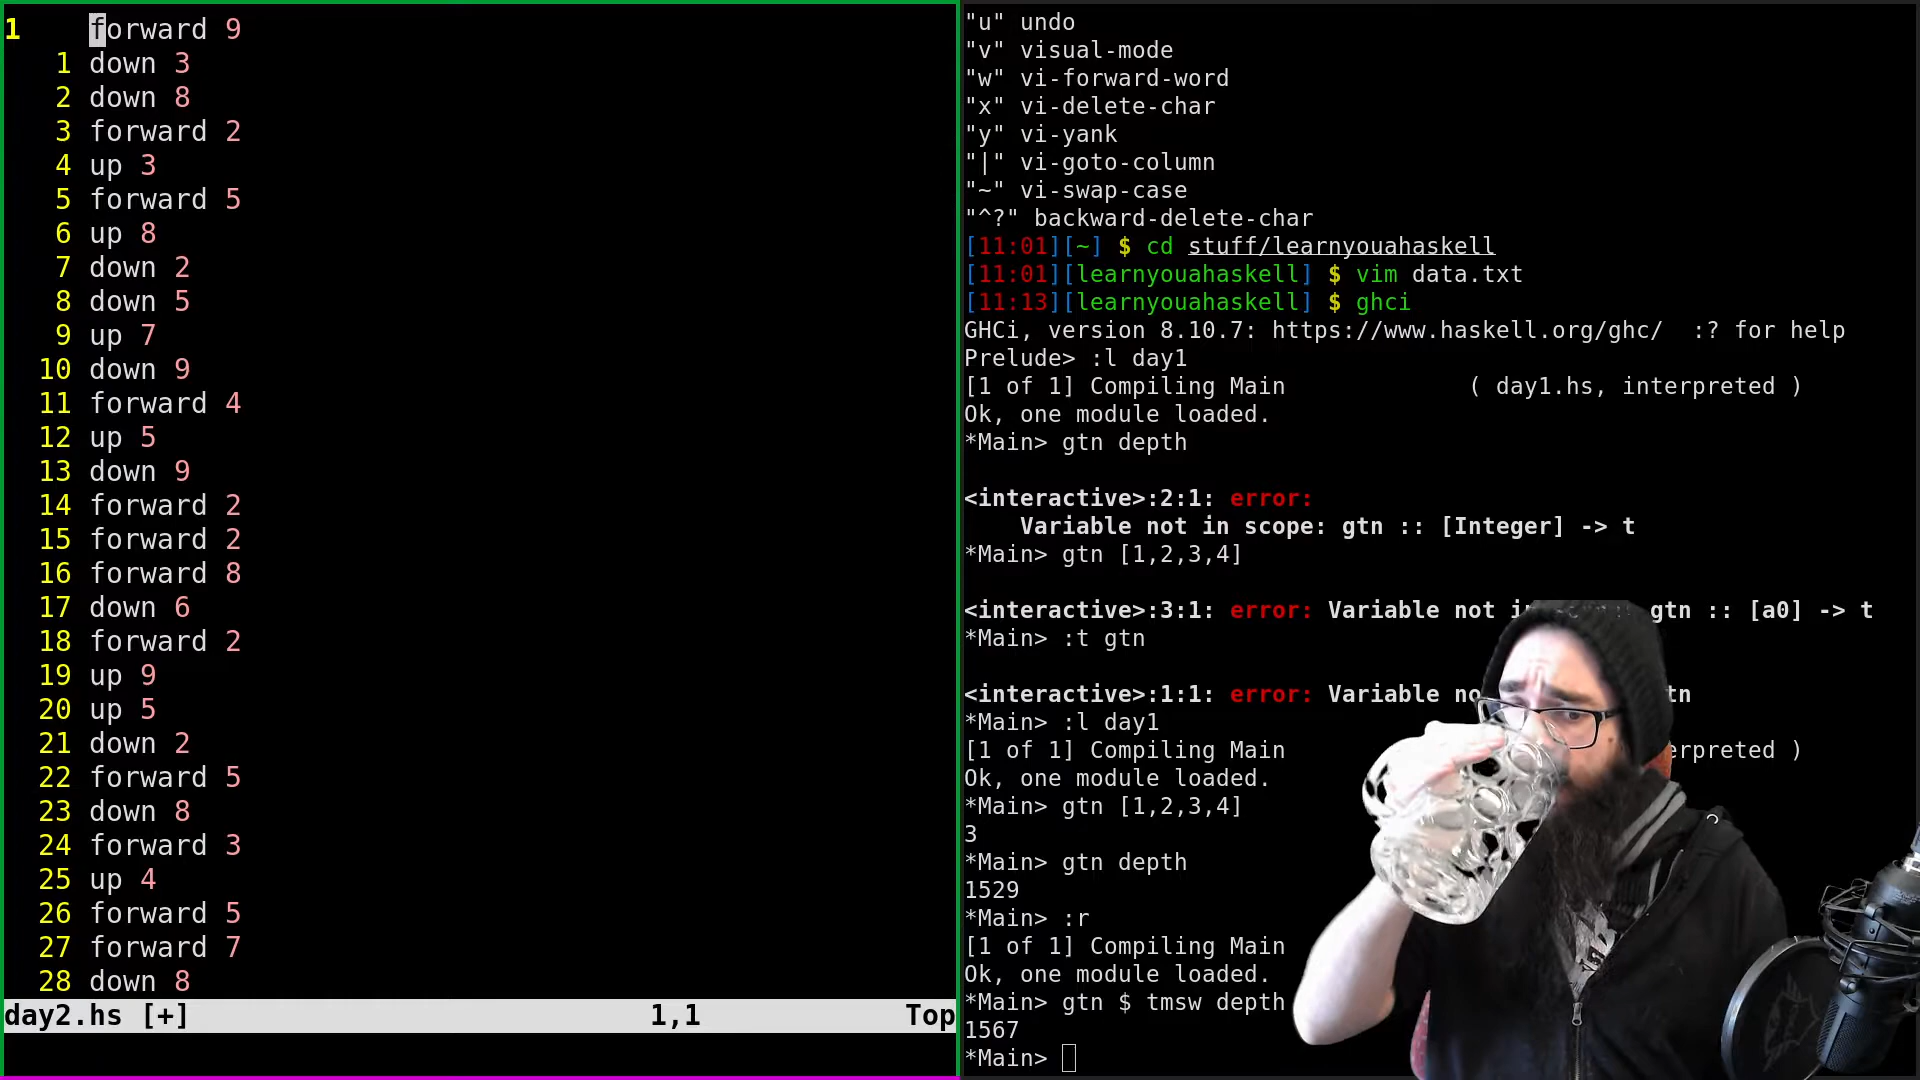 1 forward 9
1 down 3
2 down 8
3 forward 2
4 up 3
5 forward 5
6 up 8
7 down 2
8 down 5
9 up 7
10 down 9
11 forward 4
12 up 5
13 down 9
14 forward 2
15 forward 2
16 forward 8
17 down 6
18 forward 2
19 up 9
20 up 5
21 down 2
22 forward 5
23 down 8
24 forward 3
25 up 4
26 forward 5
27 forward 7
28 down 8
day2.hs [+] 1,1 Top
"u" undo
"v" visual-mode
"w" vi-forward-word
"x" vi-delete-char
"y" vi-yank
"|" vi-goto-column
"~" vi-swap-case
"^?" backward-delete-char
[11:01][~] $ cd stuff/learnyouahaskell
[11:01][learnyouahaskell] $ vim data.txt
[11:13][learnyouahaskell] $ ghci
GHCi, version 8.10.7: https://www.haskell.org/ghc/ :? for help
Prelude> :l day1
[1 of 1] Compiling Main ( day1.hs, interpreted )
Ok, one module loaded.
*Main> gtn depth
<interactive>:2:1: error:
Variable not in scope: gtn :: [Integer] -> t
*Main> gtn [1,2,3,4]
<interactive>:3:1: error: Variable not gtn :: [a0] -> t
*Main> :t gtn
<interactive>:1:1: error: Variable
*Main> :l day1
[1 of 1] Compiling Main )
Ok, one module loaded.
*Main> gtn [1,2,3,4]
3
*Main> gtn depth
1529
*Main> :r
[1 of 1] Compiling Main
Ok, one module loaded.
*Main> gtn $ tmsw depth
1567
*Main>